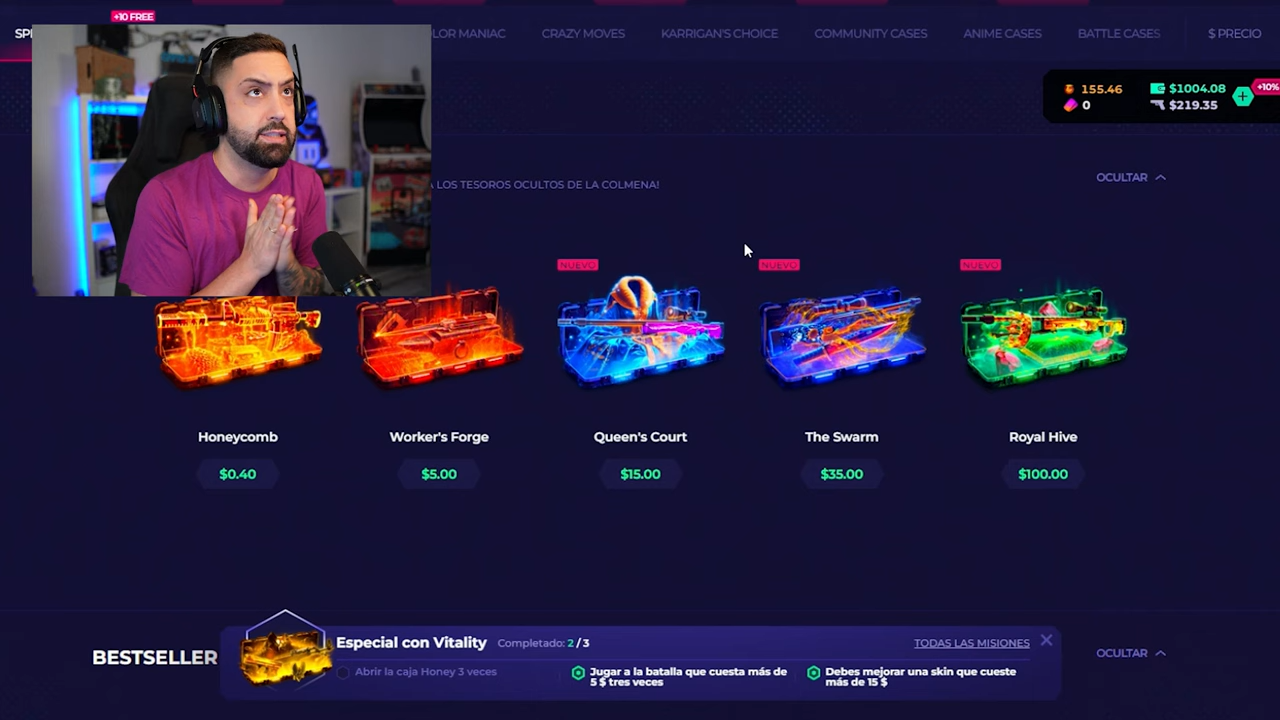 +10 FREE
CRAZY MOVES
KARRIGAN'S CHOICE
COMMUNITY CASES
ANIME CASES
BATTLE CASES
$ PRECIO
155.46
$1004.08
+10%
0
$219.35
LOS TESOROS OCULTOS DE LA COLMENA!
OCULTAR
NUEVO
NUEVO
NUEVO
Honeycomb
Worker's Forge
Queen's Court
The Swarm
Royal Hive
$0.40
$5.00
$15.00
$35.00
$100.00
BESTSELLER
Especial con Vitality
Completado: 2 / 3
TODAS LAS MISIONES
OCULTAR
Abrir la caja Honey 3 veces
Jugar a la batalla que cuesta más de
5 $ tres veces
Debes mejorar una skin que cueste
más de 15 $